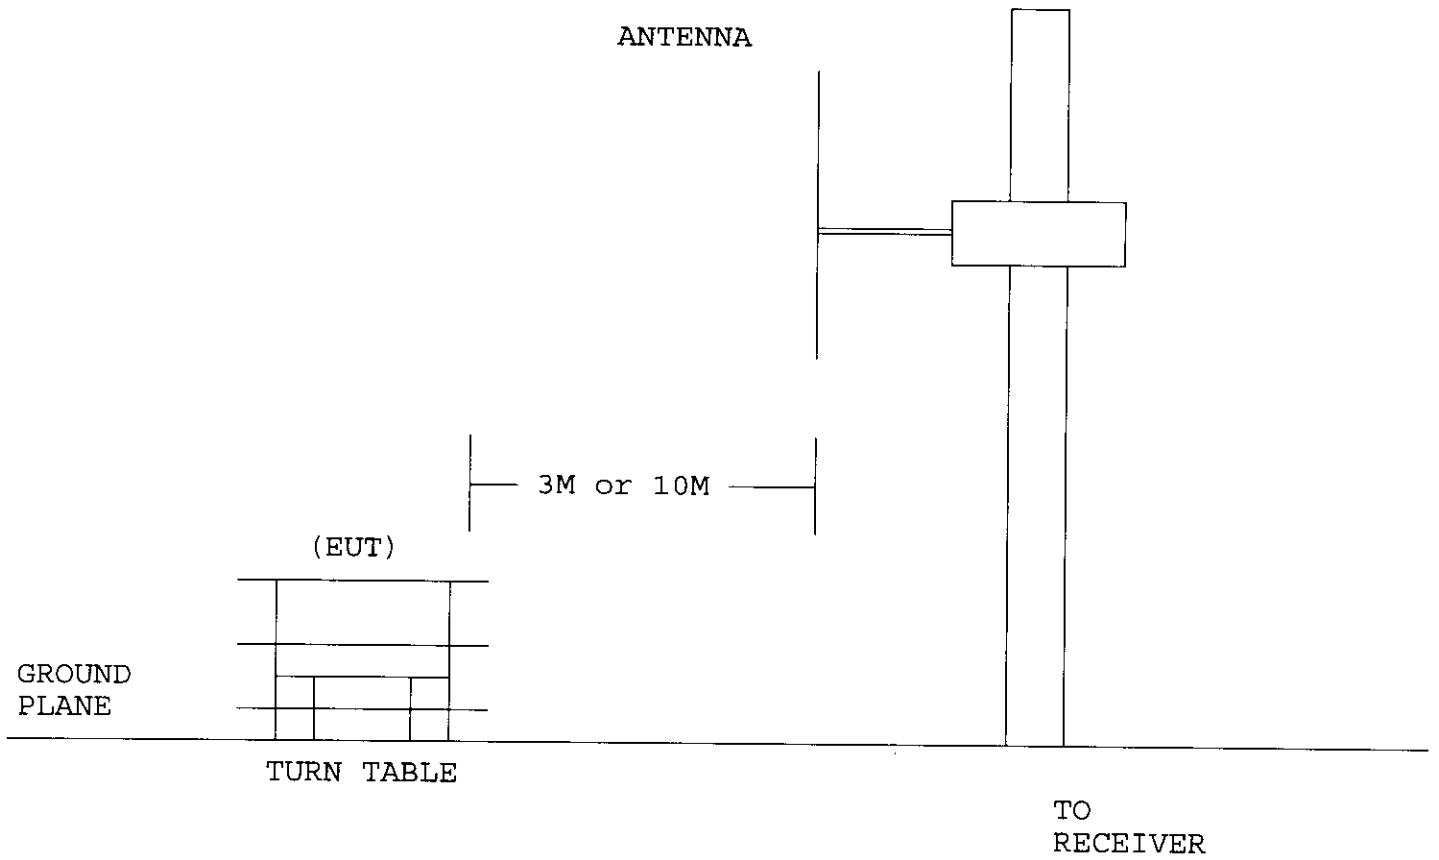 ANTENNA
3M or 10M
(EUT)
GROUND
PLANE
TURN TABLE
TO
RECEIVER